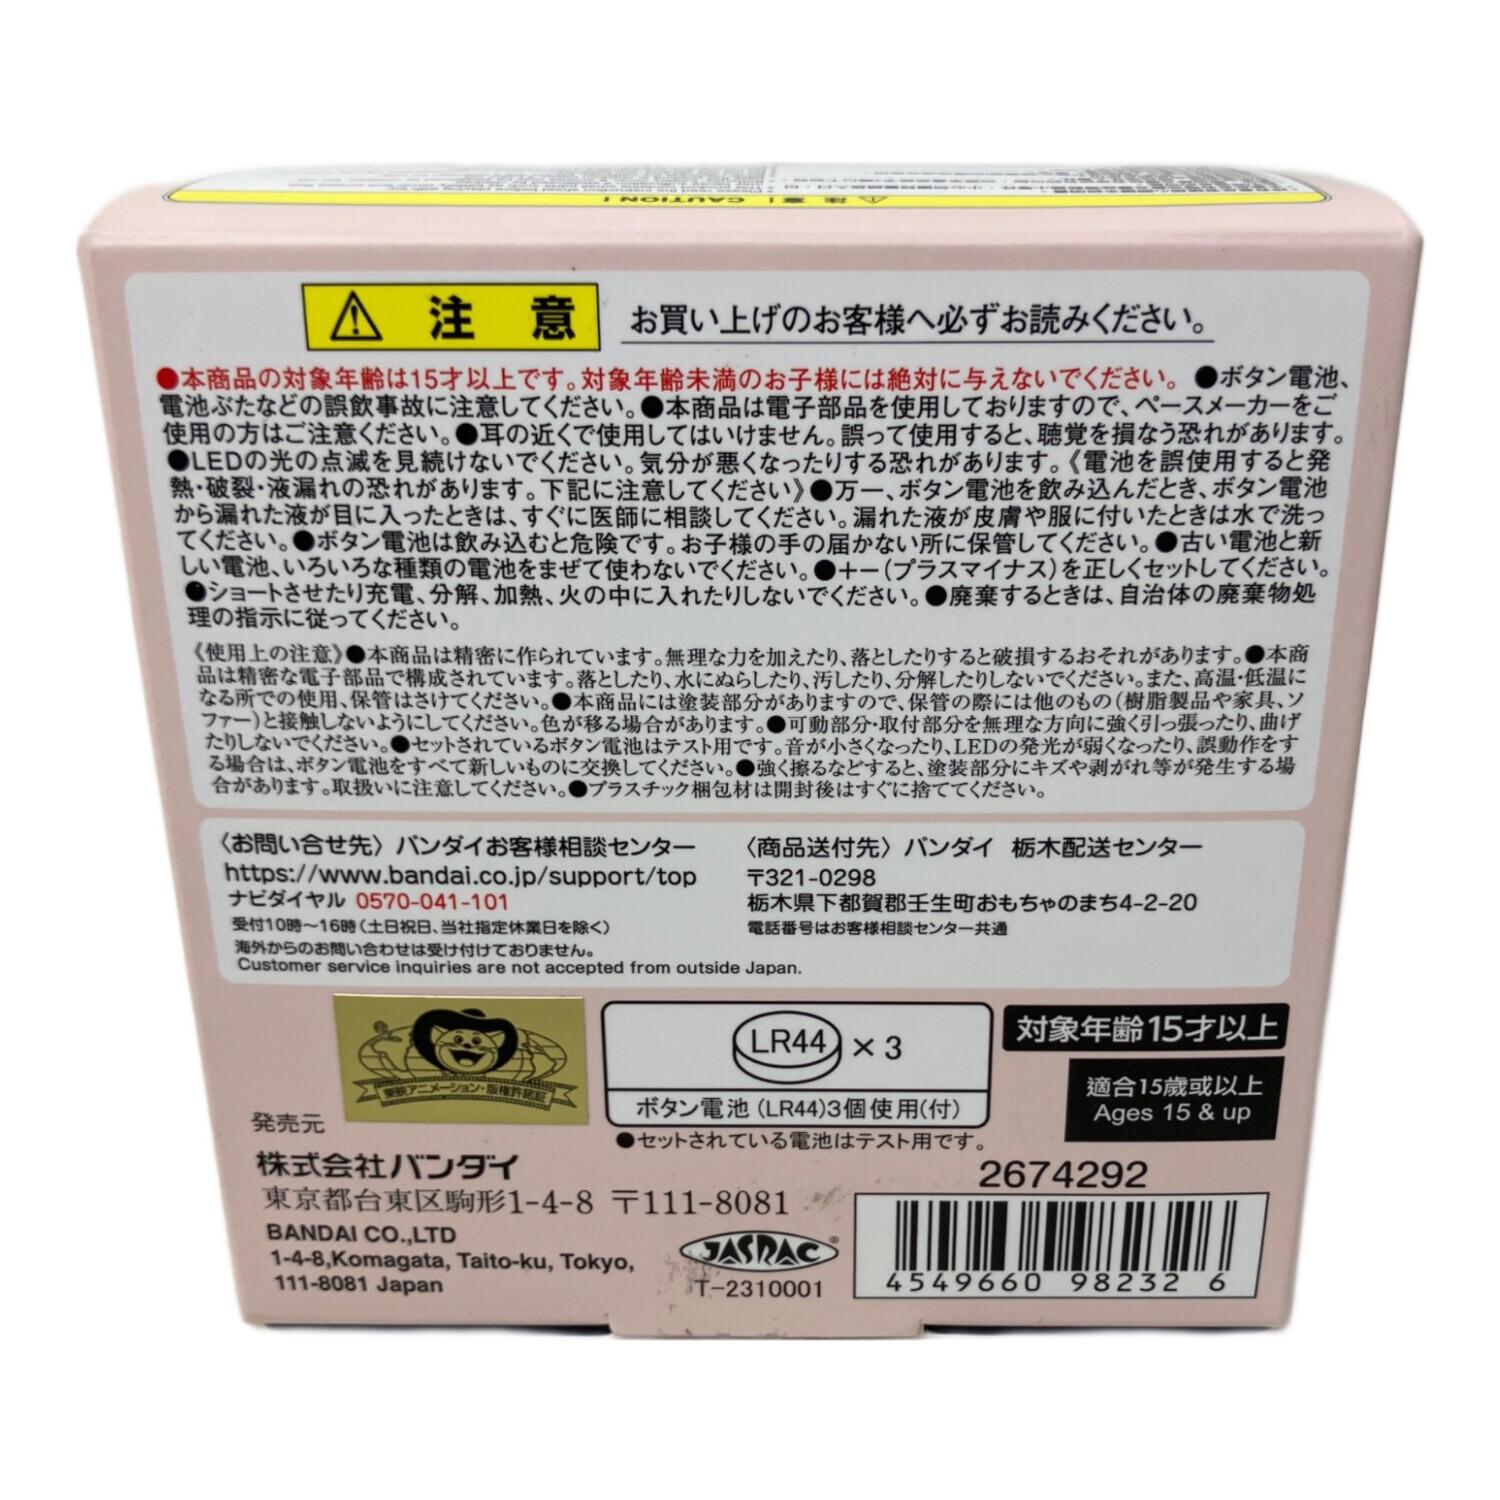 ⚠注意! CAUTION!
⚠ 注 意 お買い上げのお客様へ必ずお読みください。
●本商品の対象年齢は15才以上です。対象年齢未満のお子様には絶対に与えないでください。 ●ボタン電池、
電池ぶたなどの誤飲事故に注意してください。●本商品は電子部品を使用しておりますので、ペースメーカーをご
使用の方はご注意ください。●耳の近くで使用してはいけません。誤って使用すると、聴覚を損なう恐れがあります。
●LEDの光の点滅を見続けないでください。気分が悪くなったりする恐れがあります。《電池を誤使用すると発
熱・破裂・液漏れの恐れがあります。下記に注意してください》●万一、ボタン電池を飲み込んだとき、ボタン電池
から漏れた液が目に入ったときは、すぐに医師に相談してください。漏れた液が皮膚や服に付いたときは水で洗っ
てください。●ボタン電池は飲み込むと危険です。お子様の手の届かない所に保管してください。●古い電池と新
しい電池、いろいろな種類の電池をまぜて使わないでください。●+−(プラスマイナス)を正しくセットしてください。
●ショートさせたり充電、分解、加熱、火の中に入れたりしないでください。●廃棄するときは、自治体の廃棄物処
理の指示に従ってください。
《使用上の注意》●本商品は精密に作られています。無理な力を加えたり、落としたりすると破損するおそれがあります。●本商
品は精密な電子部品で構成されています。落としたり、水にぬらしたり、汚したり、分解したりしないでください。また、高温・低温に
なる所での使用、保管はさけてください。●本商品には塗装部分がありますので、保管の際には他のもの(樹脂製品や家具、ソ
ファー)と接触しないようにしてください。色が移る場合があります。●可動部分・取付部分を無理な方向に強く引っ張ったり、曲げ
たりしないでください。●セットされているボタン電池はテスト用です。音が小さくなったり、LEDの発光が弱くなったり、誤動作をす
る場合は、ボタン電池をすべて新しいものに交換してください。●強く擦るなどすると、塗装部分にキズや剥がれ等が発生する場
合があります。取扱いに注意してください。●プラスチック梱包材は開封後はすぐに捨ててください。
〈お問い合せ先〉バンダイお客様相談センター
https://www.bandai.co.jp/support/top
ナビダイヤル 0570-041-101
受付10時〜16時(土日祝日、当社指定休業日を除く)
海外からのお問い合わせは受け付けておりません。
Customer service inquiries are not accepted from outside Japan.
〈商品送付先〉バンダイ 栃木配送センター
〒321-0298
栃木県下都賀郡壬生町おもちゃのまち4-2-20
電話番号はお客様相談センター共通
東映アニメーション・版権許諾証
LR44 × 3
ボタン電池(LR44)3個使用(付)
●セットされている電池はテスト用です。
対象年齢15才以上
適合15歲或以上
Ages 15 & up
発売元
株式会社バンダイ
東京都台東区駒形1-4-8 〒111-8081
BANDAI CO.,LTD
1-4-8,Komagata, Taito-ku, Tokyo,
111-8081 Japan
JASRAC®
T-2310001
2674292
4549660 98232 6